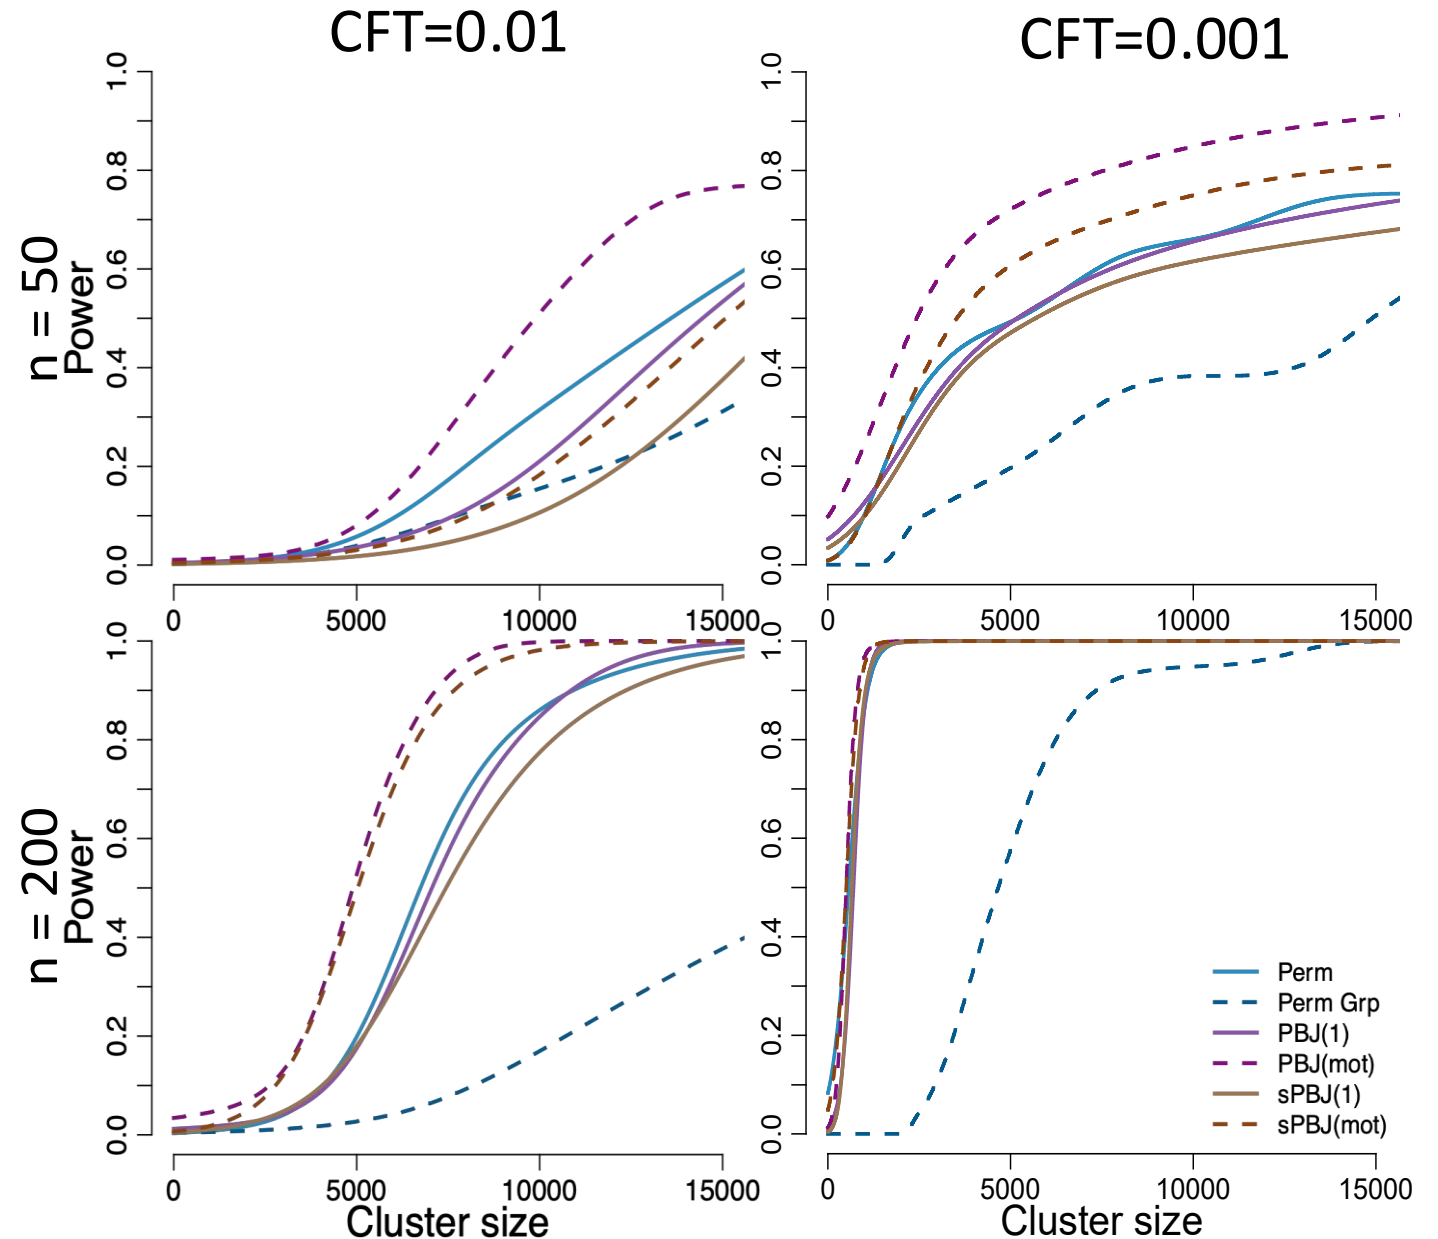 CFT=0.01
CFT=0.001
n = 50
Power
0.0 0.2 0.4 0.6 0.8 1.0
0 5000 10000 15000
0.0 0.2 0.4 0.6 0.8 1.0
0 5000 10000 15000
n = 200
Power
0.0 0.2 0.4 0.6 0.8 1.0
0 5000 10000 15000
Cluster size
0.0 0.2 0.4 0.6 0.8 1.0
Perm
Perm Grp
PBJ(1)
PBJ(mot)
sPBJ(1)
sPBJ(mot)
0 5000 10000 15000
Cluster size